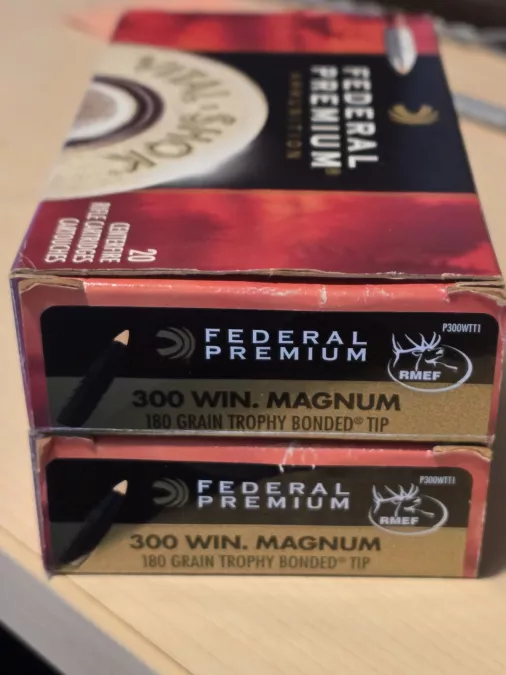 VITAL·SHOK
FEDERAL
PREMIUM®
AMMUNITION
20
CENTERFIRE
RIFLE CARTRIDGES
CARTOUCHES
P300WTT1
FEDERAL
PREMIUM
RMEF
300 WIN. MAGNUM
180 GRAIN TROPHY BONDED® TIP
P300WTT1
FEDERAL
PREMIUM
RMEF
300 WIN. MAGNUM
180 GRAIN TROPHY BONDED® TIP